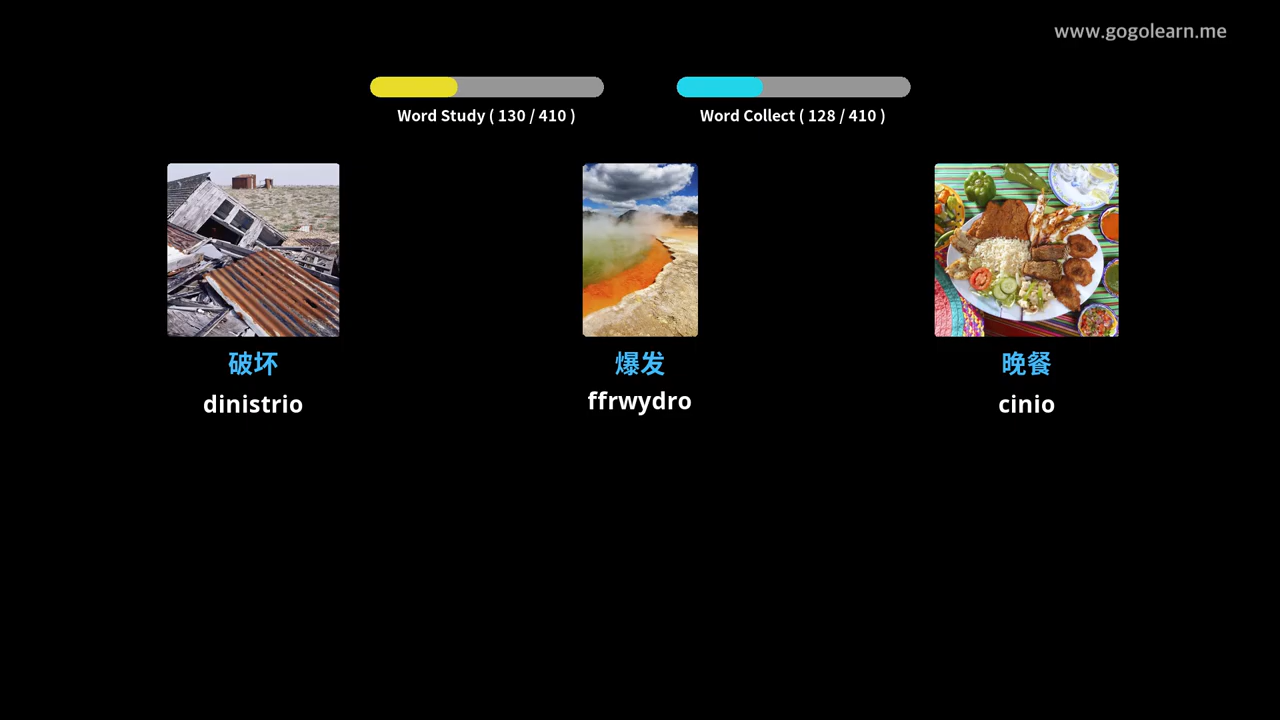 www.gogolearn.me
Word Study ( 130 / 410 )
Word Collect ( 128 / 410 )
破坏
爆发
晚餐
dinistrio
ffrwydro
cinio